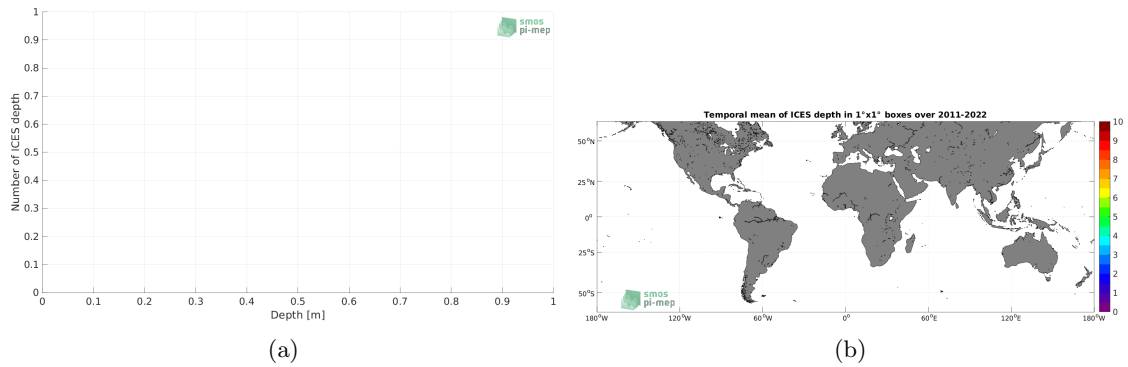 1
0.9
0.8
0.7
0.6
0.5
0.4
0.3
0.2
0.1
0
Number of ICES depth
0 0.1 0.2 0.3 0.4 0.5 0.6 0.7 0.8 0.9 1
Depth [m]
smos
pi-mep
(a)
Temporal mean of ICES depth in 1°x1° boxes over 2011-2022
50°N
25°N
0°
25°S
50°S
180°W 120°W 60°W 0° 60°E 120°E 180°W
10
9
8
7
6
5
4
3
2
1
0
smos
pi-mep
(b)